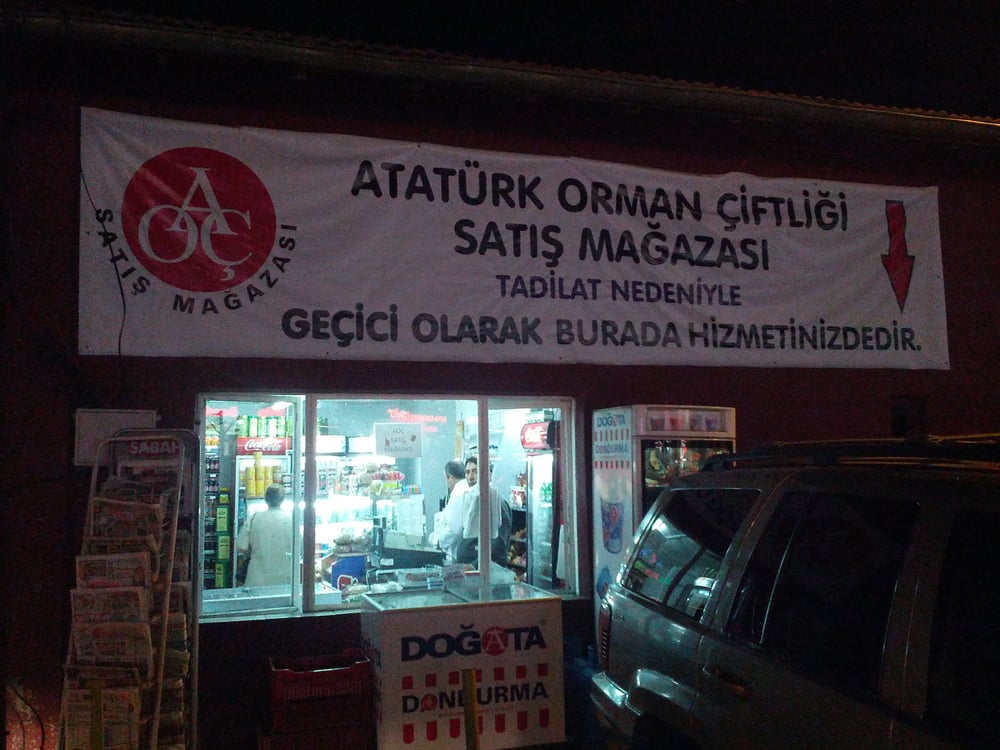 ATATÜRK ORMAN ÇİFTLİĞİ
SATIŞ MAĞAZASI
TADİLAT NEDENİYLE
GEÇİCİ OLARAK BURADA HİZMETİNİZDEDİR.
AOÇ
SATIŞ MAĞAZASI
SABAH
Coca-Cola
AOÇ
SATIŞ
MAĞAZASI
DOĞATA
DONDURMA
DOĞATA
DONDURMA